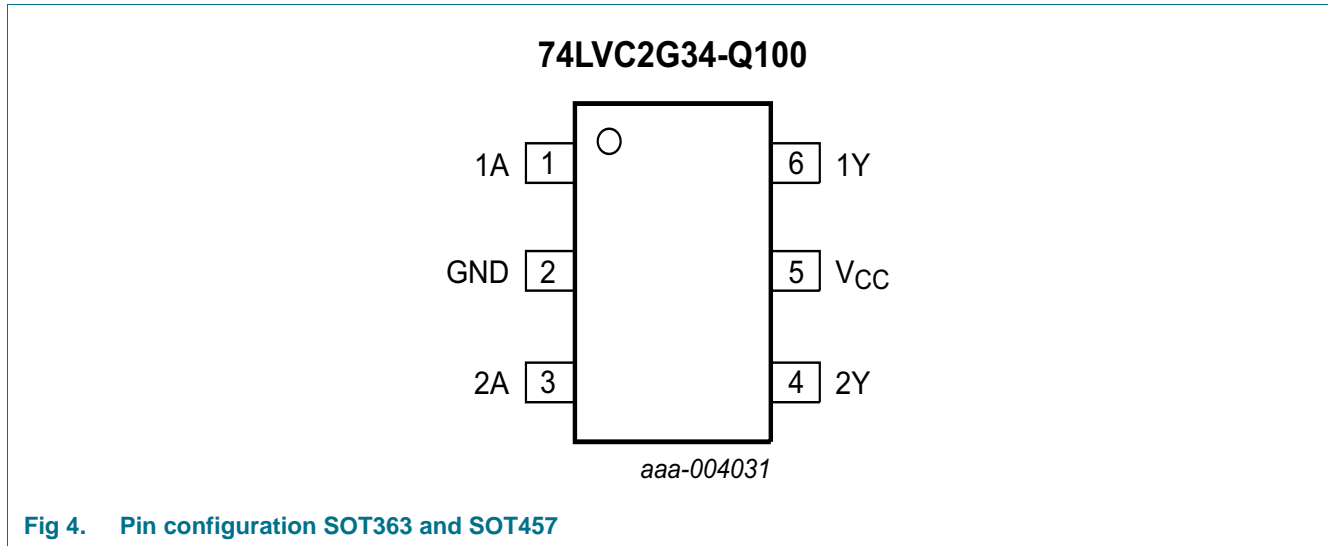 74LVC2G34-Q100
1A 1 6 1Y
GND 2 5 VCC
2A 3 4 2Y
aaa-004031
Fig 4. Pin configuration SOT363 and SOT457